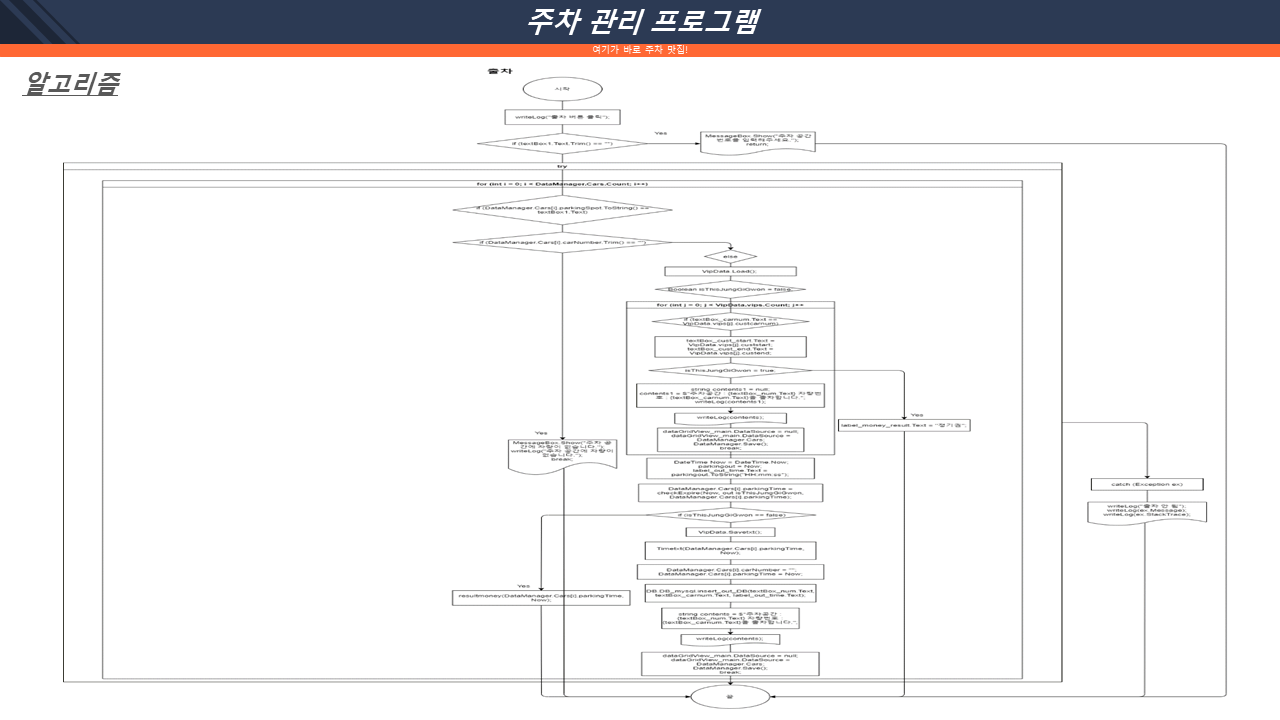 주차 관리 프로그램
여기가 바로 주차 맛집!
알고리즘
출차
시작
writeLog("출차 버튼 클릭");
if (textBox1.Text.Trim() == "")
Yes
MessageBox.Show("주차 공간
번호를 입력해주세요.");
return;
try
for (int i = 0; i < DataManager.Cars.Count; i++)
if (DataManager.Cars[i].parkingSpot.ToString() ==
textBox1.Text)
if (DataManager.Cars[i].carNumber.Trim() == "")
else
VipData.Load();
Boolean isThisJungGiGwon = false;
for (int j = 0; j < VipData.vips.Count; j++
if (textBox_carnum.Text ==
VipData.vips[j].custcarnum)
textBox_cust_start.Text =
VipData.vips[j].custstart;
textBox_cust_end.Text =
VipData.vips[j].custend;
isThisJungGiGwon = true;
string contents1 = null;
contents1 = $"주차공간 : {textBox_num.Text} 차량번
호 : {textBox_carnum.Text}을 출차합니다.";
writeLog(contents1);
writeLog(contents);
dataGridView_main.DataSource = null;
dataGridView_main.DataSource =
DataManager.Cars;
DataManager.Save();
break;
Yes
label_money_result.Text = "정기권";
Yes
MessageBox.Show("주차 공
간에 차량이 없습니다.");
writeLog("주차 공간에 차량이
없습니다.");
break;
DateTime Now = DateTime.Now;
parkingout = Now;
label_out_time.Text =
parkingout.ToString("HH:mm:ss");
DataManager.Cars[i].parkingTime =
checkExpire(Now, out isThisJungGiGwon,
DataManager.Cars[i].parkingTime);
if (isThisJungGiGwon == false)
VipData.Savetxt();
Timetxt(DataManager.Cars[i].parkingTime,
Now);
DataManager.Cars[i].carNumber = "";
DataManager.Cars[i].parkingTime = Now;
Yes
resultmoney(DataManager.Cars[i].parkingTime,
Now);
DB.DB_mysql.insert_out_DB(textBox_num.Text,
textBox_carnum.Text, label_out_time.Text);
string contents = $"주차공간 :
{textBox_num.Text} 차량번호 :
{textBox_carnum.Text}을 출차합니다.";
writeLog(contents);
dataGridView_main.DataSource = null;
dataGridView_main.DataSource =
DataManager.Cars;
DataManager.Save();
break;
catch (Exception ex)
writeLog("출차 안 됨");
writeLog(ex.Message);
writeLog(ex.StackTrace);
끝